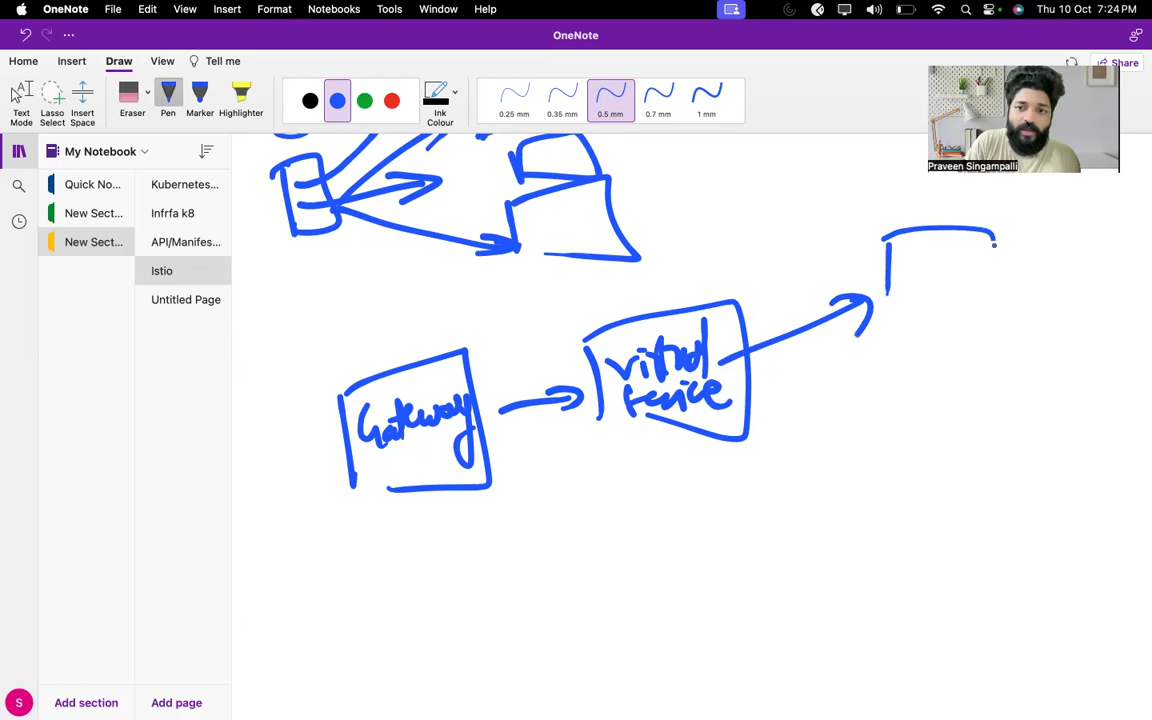 OneNote File Edit View Insert Format Notebooks Tools Window Help Thu 10 Oct 7:24 PM
OneNote
Home Insert Draw View Tell me Share
Text Mode
Lasso Select
Insert Space
Eraser
Pen
Marker
Highlighter
Ink Colour
0.25 mm
0.35 mm
0.5 mm
0.7 mm
1 mm
Praveen Singampalli
My Notebook
Quick No...
New Sect...
New Sect...
Kubernetes...
Infrfa k8
API/Manifes...
Istio
Untitled Page
Gateway
virtual
service
S
Add section
Add page